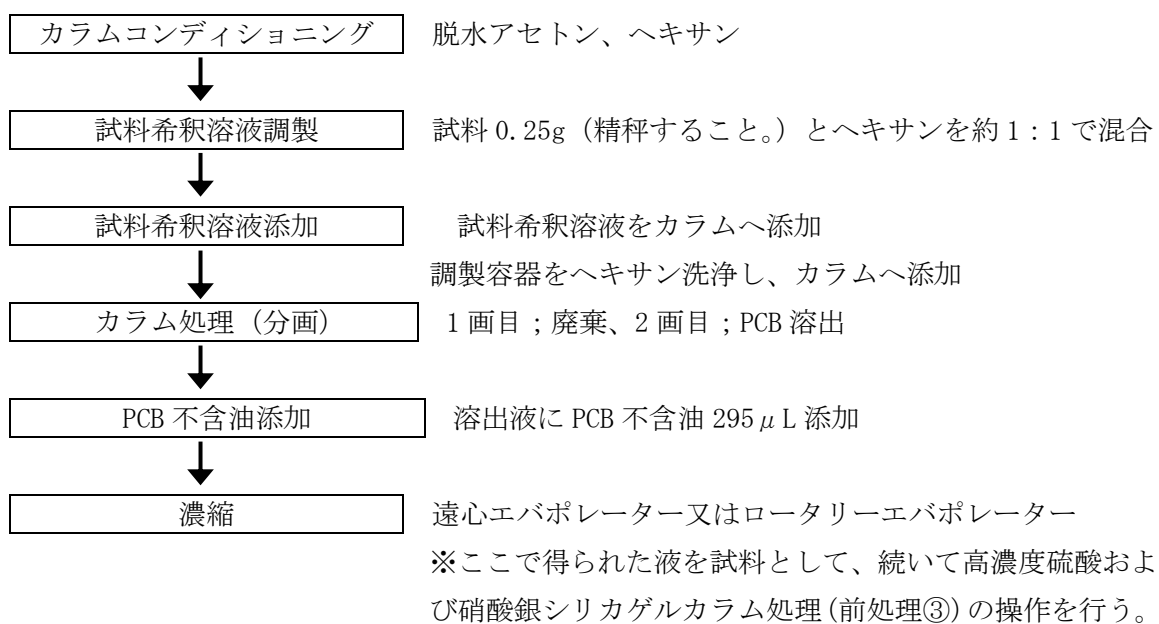 カラムコンディショニング 脱水アセトン、ヘキサン
試料希釈溶液調製 試料 0.25g（精秤すること。）とヘキサンを約 1：1 で混合
試料希釈溶液添加 試料希釈溶液をカラムへ添加
調製容器をヘキサン洗浄し、カラムへ添加
カラム処理（分画） 1 画目；廃棄、2 画目；PCB 溶出
PCB 不含油添加 溶出液に PCB 不含油 295μL 添加
濃縮 遠心エバポレーター又はロータリーエバポレーター
※ここで得られた液を試料として、続いて高濃度硫酸およ
び硝酸銀シリカゲルカラム処理(前処理③)の操作を行う。